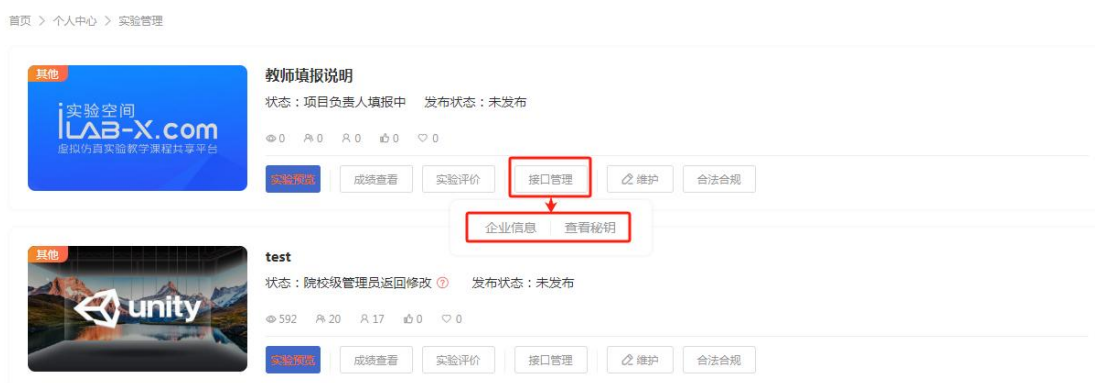 首页 > 个人中心 > 实验管理
其他
实验空间
iLAB-X.com
虚拟仿真实验教学课程共享平台
教师填报说明
状态：项目负责人填报中 发布状态：未发布
0 0 0 0 0
实验预览 成绩查看 实验评价 接口管理 维护 合法合规
企业信息 查看秘钥
其他
unity
test
状态：院校级管理员返回修改 ? 发布状态：未发布
592 20 17 0 0
实验预览 成绩查看 实验评价 接口管理 维护 合法合规